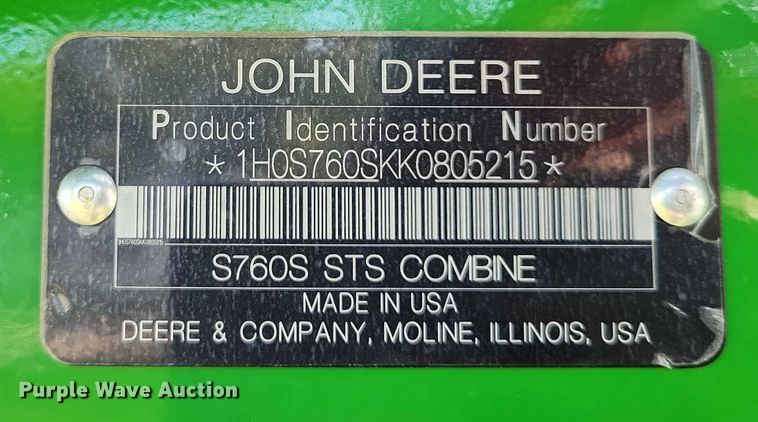 JOHN DEERE
Product Identification Number
*1H0S760SKK0805215*
1H0S760SKK0805215
S760S STS COMBINE
MADE IN USA
DEERE & COMPANY, MOLINE, ILLINOIS, USA
Purple Wave Auction